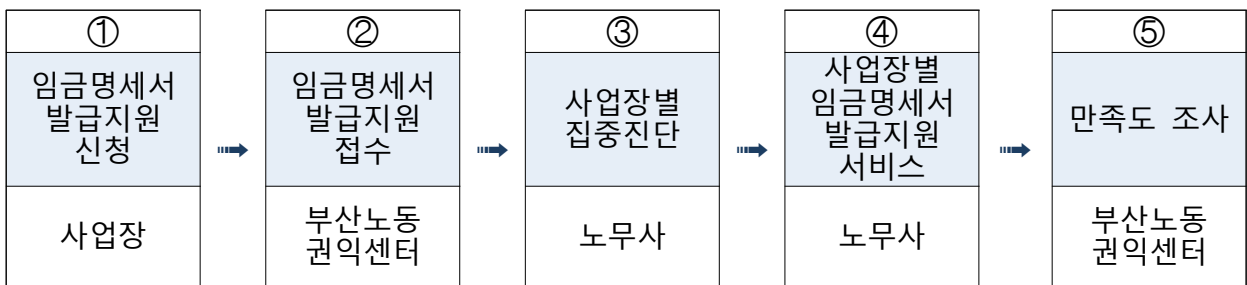 ①
임금명세서
발급지원
신청
사업장
②
임금명세서
발급지원
접수
부산노동
권익센터
③
사업장별
집중진단
노무사
④
사업장별
임금명세서
발급지원
서비스
노무사
⑤
만족도 조사
부산노동
권익센터